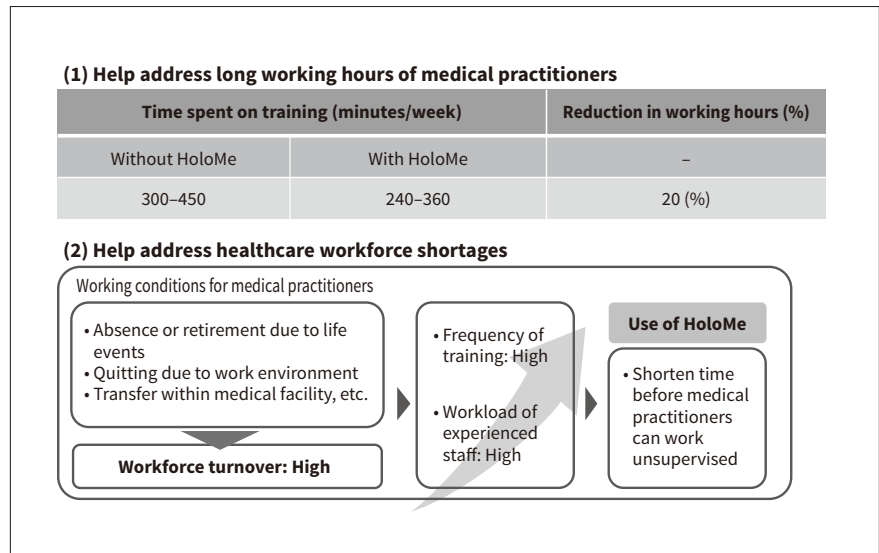 (1) Help address long working hours of medical practitioners
Time spent on training (minutes/week) Reduction in working hours (%)
Without HoloMe With HoloMe –
300–450 240–360 20 (%)
(2) Help address healthcare workforce shortages
Working conditions for medical practitioners
• Absence or retirement due to life
events
• Quitting due to work environment
• Transfer within medical facility, etc.
Workforce turnover: High
• Frequency of
training: High
• Workload of
experienced
staff: High
Use of HoloMe
• Shorten time
before medical
practitioners
can work
unsupervised